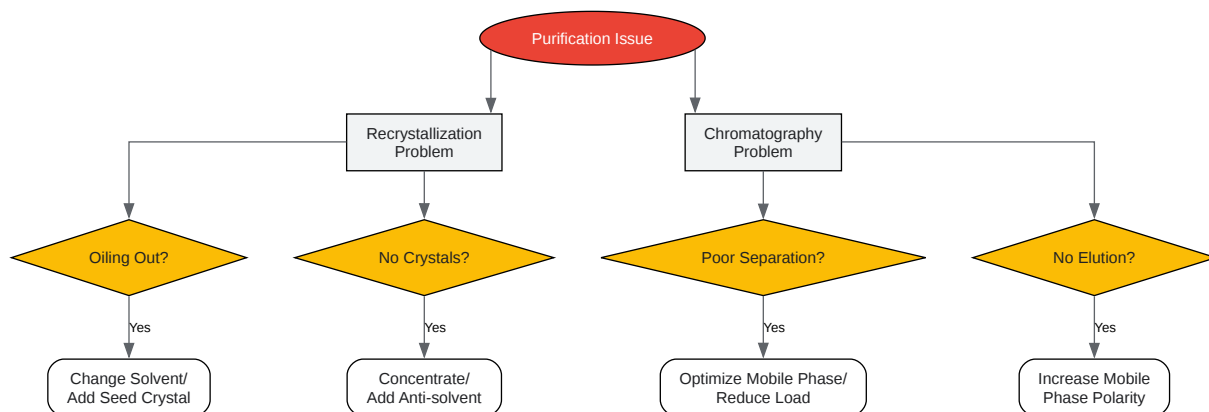 Purification Issue
Recrystallization
Problem
Chromatography
Problem
Oiling Out?
No Crystals?
Poor Separation?
No Elution?
Yes
Yes
Yes
Yes
Change Solvent/
Add Seed Crystal
Concentrate/
Add Anti-solvent
Optimize Mobile Phase/
Reduce Load
Increase Mobile
Phase Polarity